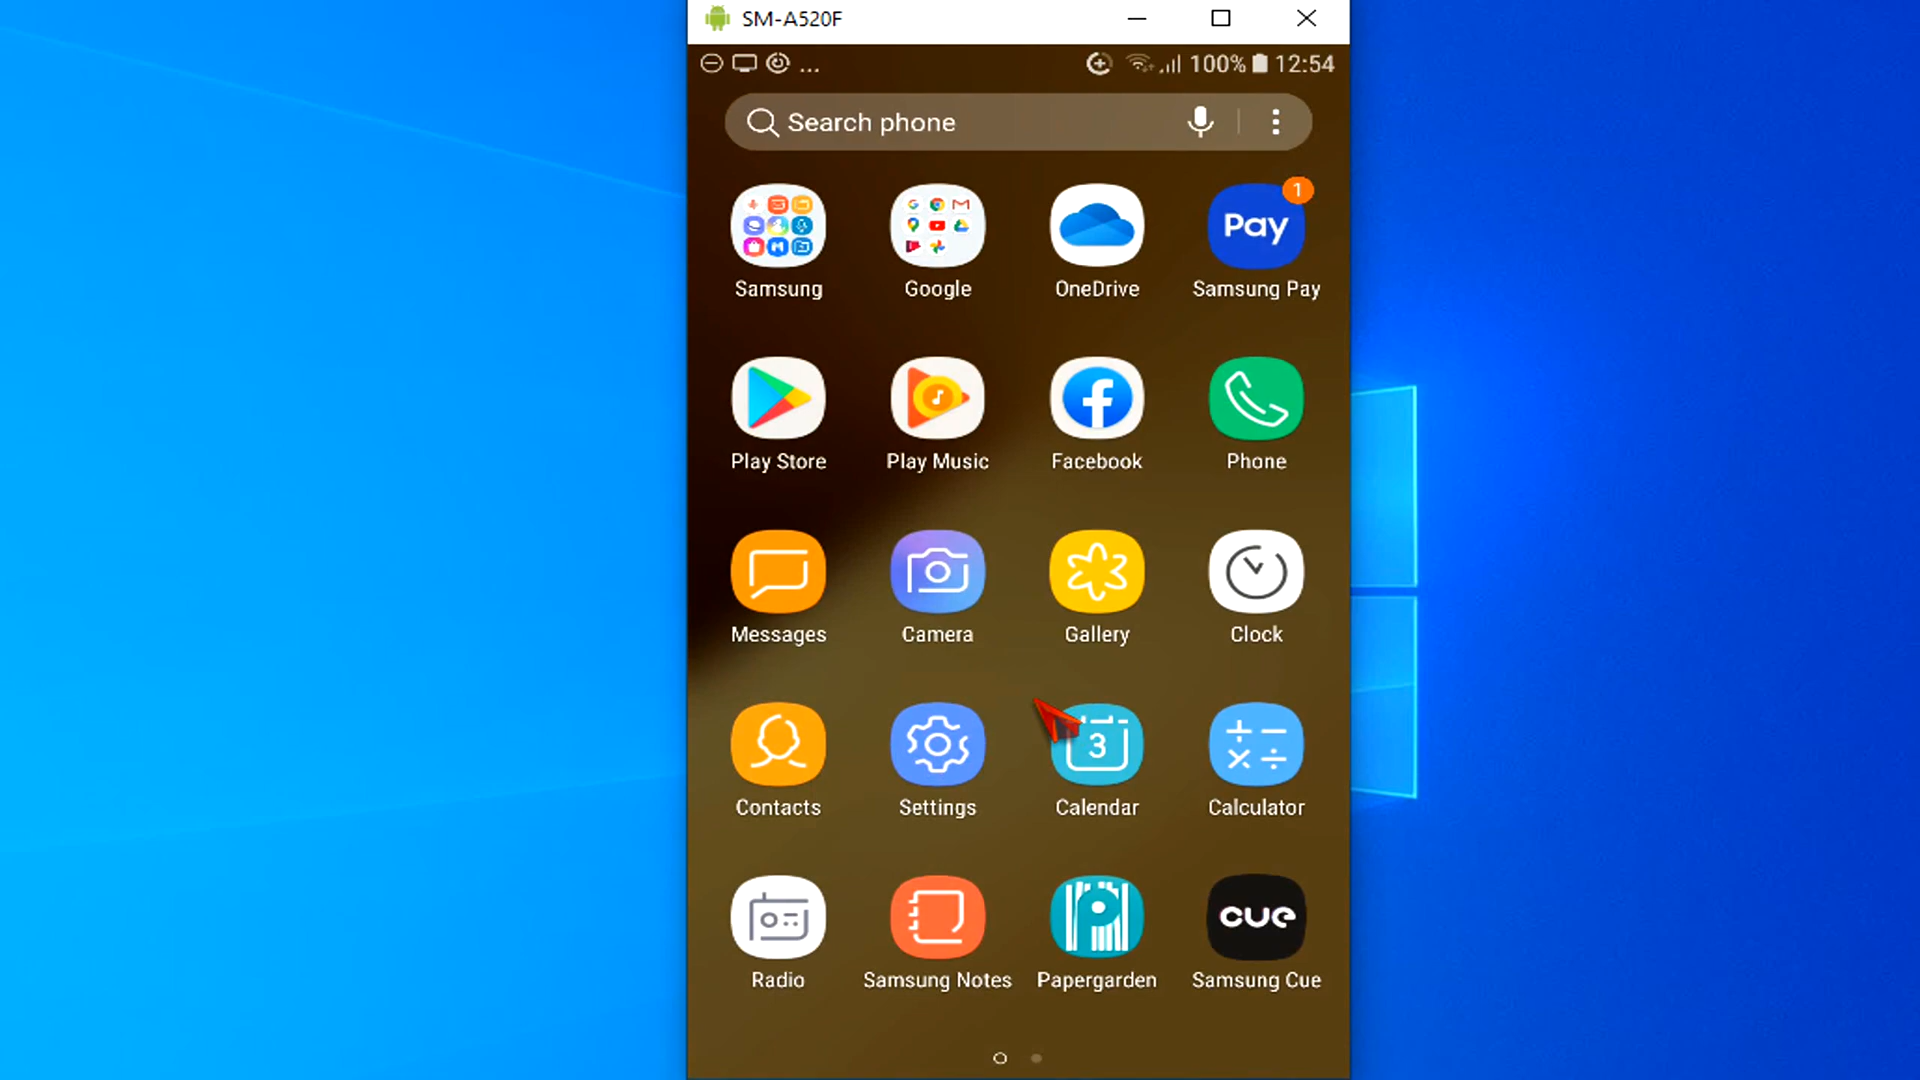 SM-A520F
... 100% 12:54
Search phone
1
Pay
Samsung Google OneDrive Samsung Pay
Play Store Play Music Facebook Phone
Messages Camera Gallery Clock
3
Contacts Settings Calendar Calculator
cue
Radio Samsung Notes Papergarden Samsung Cue